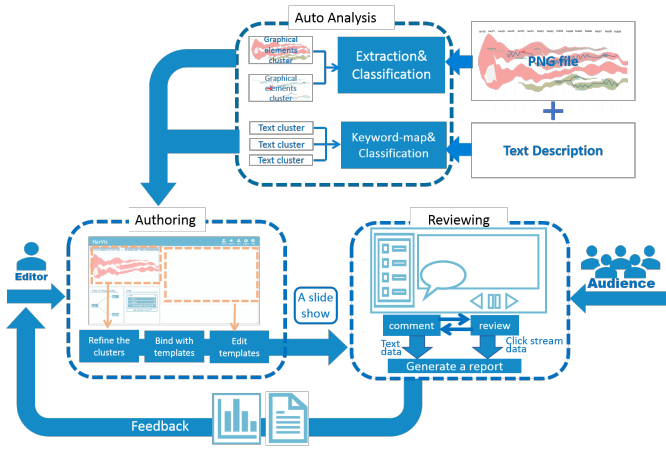 Auto Analysis
Graphical
elements
cluster
Graphical
elements
cluster
Extraction&
Classification
PNG file
Text cluster
Text cluster
Text cluster
Keyword-map&
Classification
Text Description
Authoring
Reviewing
NarVis
Editor
Audience
A slide
show
Refine the
clusters
Bind with
templates
Edit
templates
comment
review
Text
data
Click stream
data
Generate a report
Feedback